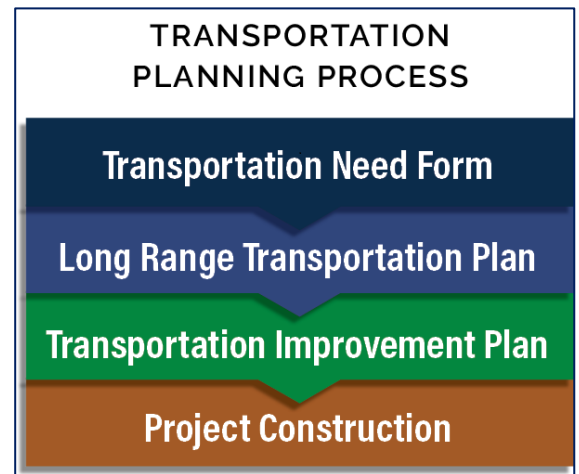 TRANSPORTATION
PLANNING PROCESS
Transportation Need Form
Long Range Transportation Plan
Transportation Improvement Plan
Project Construction